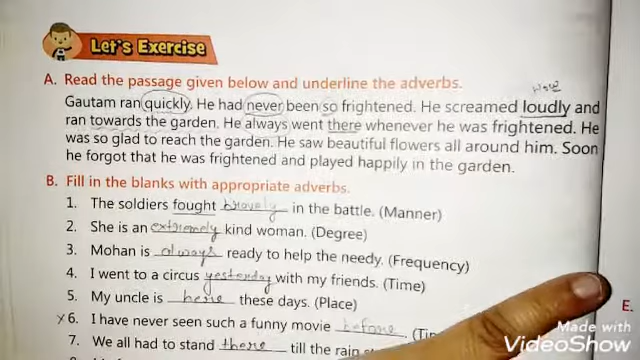 Let's Exercise
How
A. Read the passage given below and underline the adverbs.
Gautam ran quickly. He had never been so frightened. He screamed loudly and
ran towards the garden. He always went there whenever he was frightened. He
was so glad to reach the garden. He saw beautiful flowers all around him. Soon
he forgot that he was frightened and played happily in the garden.
B. Fill in the blanks with appropriate adverbs.
1. The soldiers fought bravely in the battle. (Manner)
2. She is an extremely kind woman. (Degree)
3. Mohan is always ready to help the needy. (Frequency)
4. I went to a circus yesterday with my friends. (Time)
5. My uncle is here these days. (Place)
E.
x 6. I have never seen such a funny movie before
7. We all had to stand there till the rain
Made with
VideoShow